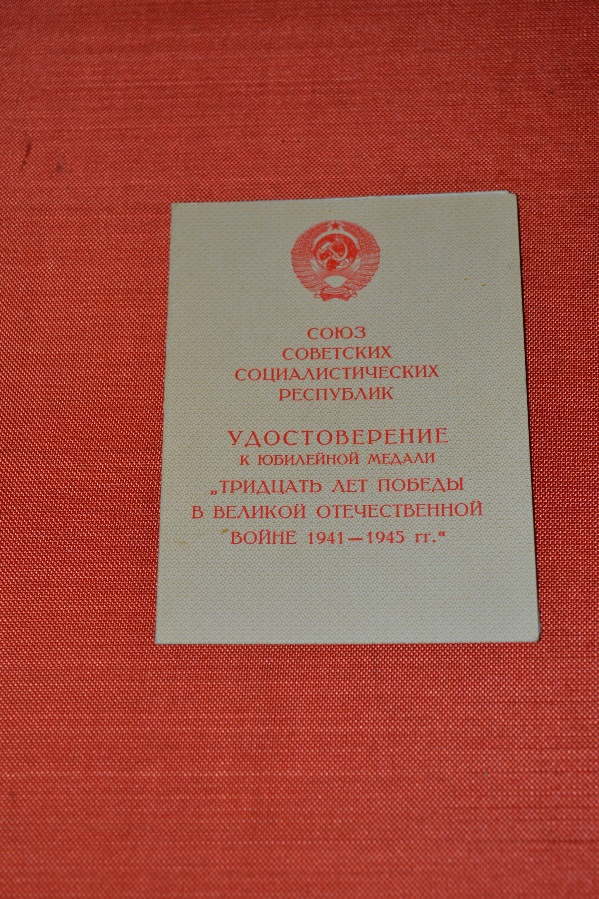 СОЮЗ
СОВЕТСКИХ
СОЦИАЛИСТИЧЕСКИХ
РЕСПУБЛИК
УДОСТОВЕРЕНИЕ
К ЮБИЛЕЙНОЙ МЕДАЛИ
„ТРИДЦАТЬ ЛЕТ ПОБЕДЫ
В ВЕЛИКОЙ ОТЕЧЕСТВЕННОЙ
ВОЙНЕ 1941—1945 гг.“